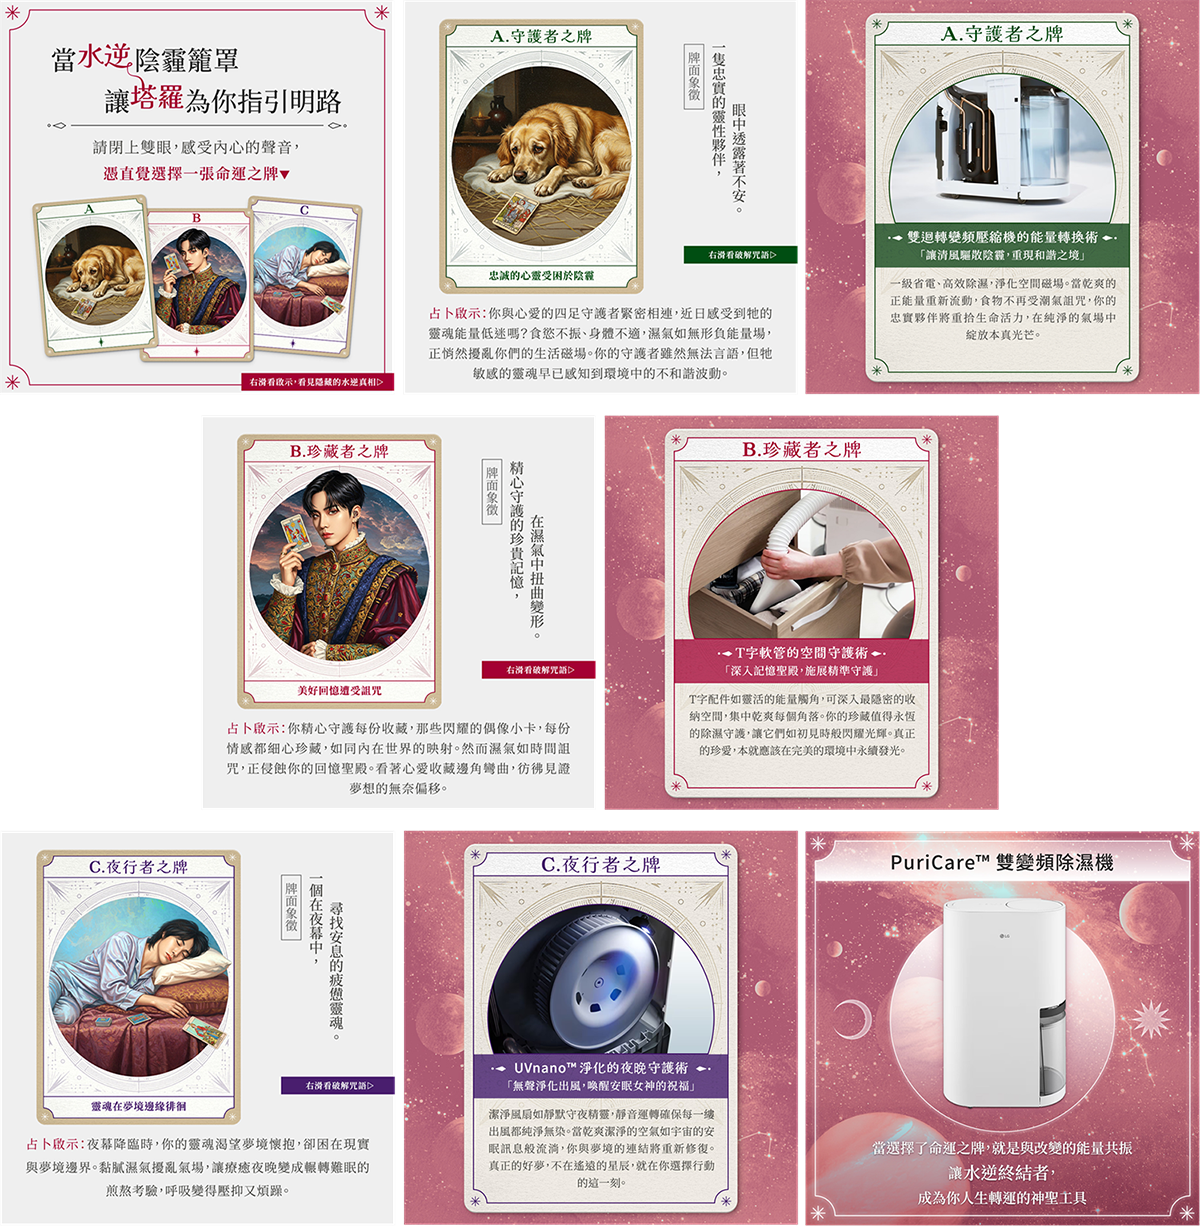 當水逆陰霾籠罩
讓塔羅為你指引明路
請閉上雙眼,感受內心的聲音,
憑直覺選擇一張命運之牌▼
A
B
C
右滑看啟示,看見隱藏的水逆真相▷
A.守護者之牌
忠誠的心靈受困於陰霾
牌面象徵
一隻忠實的靈性夥伴,
眼中透露著不安。
右滑看破解咒語▷
占卜啟示:你與心愛的四足守護者緊密相連,近日感受到牠的
靈魂能量低迷嗎?食慾不振、身體不適,濕氣如無形負能量場,
正悄然擾亂你們的生活磁場。你的守護者雖然無法言語,但牠
敏感的靈魂早已感知到環境中的不和諧波動。
A.守護者之牌
雙迴轉變頻壓縮機的能量轉換術
「讓清風驅散陰霾,重現和諧之境」
一級省電、高效除濕,淨化空間磁場。當乾爽的
正能量重新流動,食物不再受潮氣詛咒,你的
忠實夥伴將重拾生命活力,在純淨的氣場中
綻放本真光芒。
B.珍藏者之牌
美好回憶遭受詛咒
牌面象徵
精心守護的珍貴記憶,
在濕氣中扭曲變形。
右滑看破解咒語▷
占卜啟示:你精心守護每份收藏,那些閃耀的偶像小卡,每份
情感都細心珍藏,如同內在世界的映射。然而濕氣如時間詛
咒,正侵蝕你的回憶聖殿。看著心愛收藏邊角彎曲,彷彿見證
夢想的無奈偏移。
B.珍藏者之牌
T字軟管的空間守護術
「深入記憶聖殿,施展精準守護」
T字配件如靈活的能量觸角,可深入最隱密的收
納空間,集中乾爽每個角落。你的珍藏值得永恆
的除濕守護,讓它們如初見時般閃耀光輝。真正
的珍愛,本就應該在完美的環境中永續發光。
C.夜行者之牌
靈魂在夢境邊緣徘徊
牌面象徵
一個在夜幕中,
尋找安息的疲憊靈魂。
右滑看破解咒語▷
占卜啟示:夜幕降臨時,你的靈魂渴望夢境懷抱,卻困在現實
與夢境邊界。黏膩濕氣擾亂氣場,讓療癒夜晚變成輾轉難眠的
煎熬考驗,呼吸變得壓抑又煩躁。
C.夜行者之牌
UVnano™ 淨化的夜晚守護術
「無聲淨化出風,喚醒安眠女神的祝福」
潔淨風扇如靜默守夜精靈,靜音運轉確保每一縷
出風都純淨無染。當乾爽潔淨的空氣如宇宙的安
眠訊息般流淌,你與夢境的連結將重新修復。
真正的好夢,不在遙遠的星辰,就在你選擇行動
的這一刻。
PuriCare™ 雙變頻除濕機
LG
當選擇了命運之牌,就是與改變的能量共振
讓水逆終結者,
成為你人生轉運的神聖工具